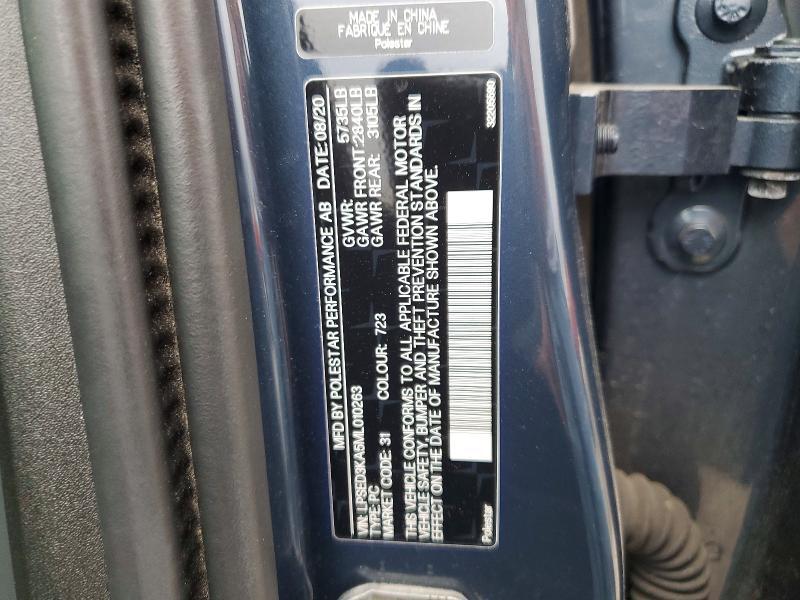 MADE IN CHINA
FABRIQUÉ EN CHINE
Polestar
MFD BY POLESTAR PERFORMANCE AB DATE: 08/20
GVWR: 5735LB
GAWR FRONT: 2840LB
GAWR REAR: 3105LB
VIN: LPSED3KA5ML010263
TYPE: PC
MARKET CODE: 31 COLOUR: 723
THIS VEHICLE CONFORMS TO ALL APPLICABLE FEDERAL MOTOR
VEHICLE SAFETY, BUMPER AND THEFT PREVENTION STANDARDS IN
EFFECT ON THE DATE OF MANUFACTURE SHOWN ABOVE.
Polestar